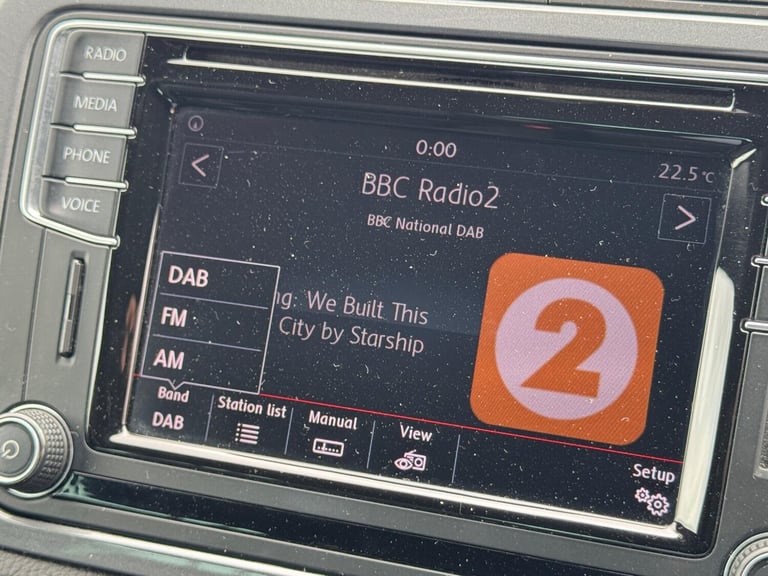 RADIO
MEDIA
PHONE
VOICE
0:00
22.5°C
<
BBC Radio2
>
BBC National DAB
DAB
FM
AM
We Built This
City by Starship
2
Band
DAB
Station list
Manual
View
Setup